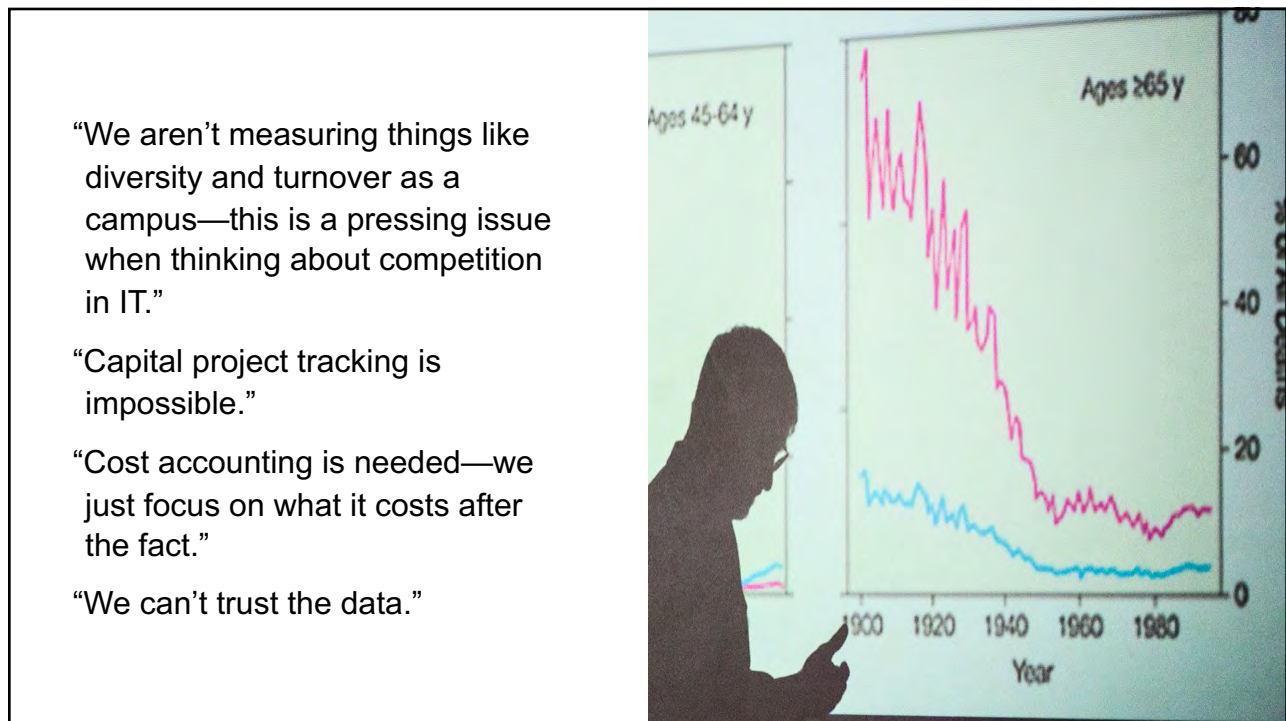 “We aren’t measuring things like
diversity and turnover as a
campus—this is a pressing issue
when thinking about competition
in IT.”
“Capital project tracking is
impossible.”
“Cost accounting is needed—we
just focus on what it costs after
the fact.”
“We can’t trust the data.”
Ages 45-64 y
Ages ≥65 y
80
60
40
20
0
1900 1920 1940 1960 1980
Year